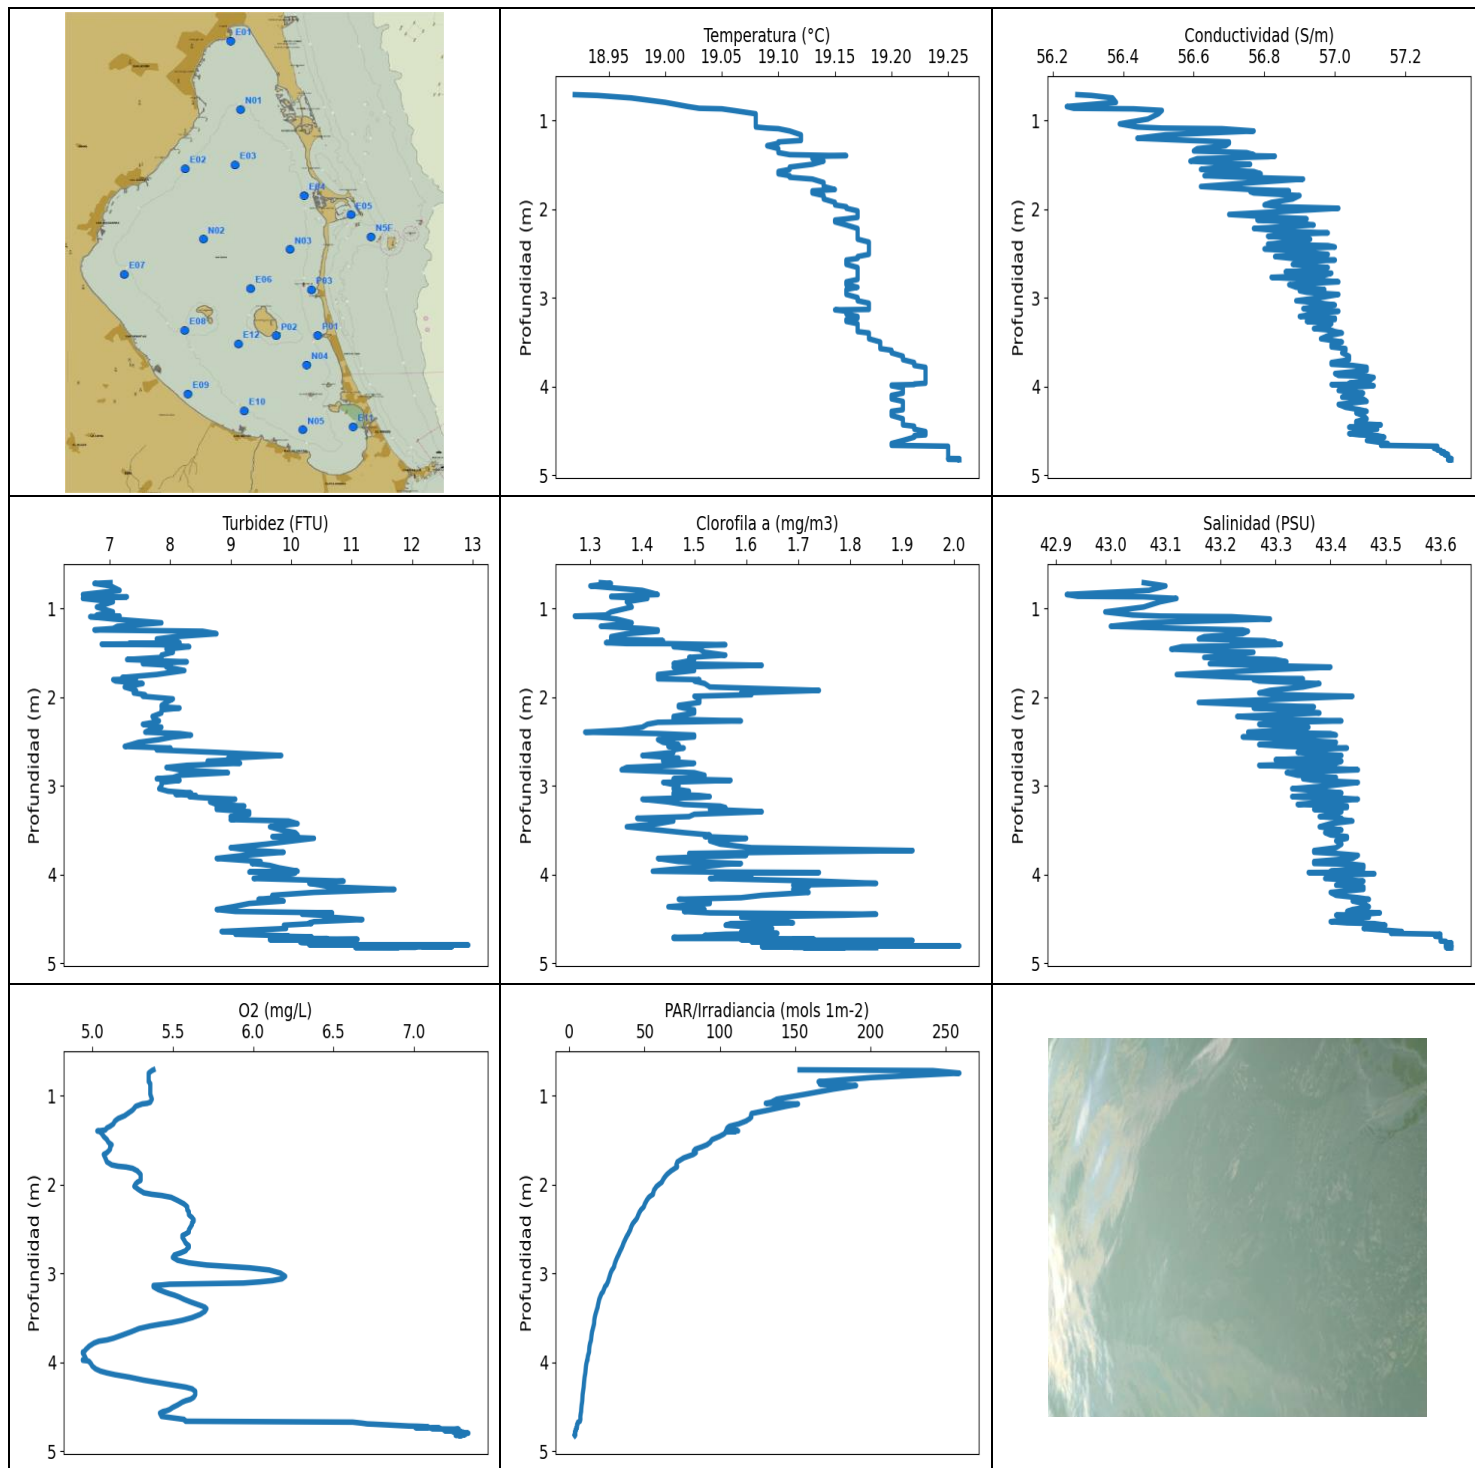 E01
N01
E02
E03
E04
E05
N5F
N02
N03
E07
E06
P03
E08
P02
P01
E12
N04
E09
E10
N05
E11
Temperatura (°C)
18.95 19.00 19.05 19.10 19.15 19.20 19.25
Profundidad (m)
1
2
3
4
5
Conductividad (S/m)
56.2 56.4 56.6 56.8 57.0 57.2
Profundidad (m)
1
2
3
4
5
Turbidez (FTU)
7 8 9 10 11 12 13
Profundidad (m)
1
2
3
4
5
Clorofila a (mg/m3)
1.3 1.4 1.5 1.6 1.7 1.8 1.9 2.0
Profundidad (m)
1
2
3
4
5
Salinidad (PSU)
42.9 43.0 43.1 43.2 43.3 43.4 43.5 43.6
Profundidad (m)
1
2
3
4
5
O2 (mg/L)
5.0 5.5 6.0 6.5 7.0
Profundidad (m)
1
2
3
4
5
PAR/Irradiancia (mols 1m-2)
0 50 100 150 200 250
Profundidad (m)
1
2
3
4
5